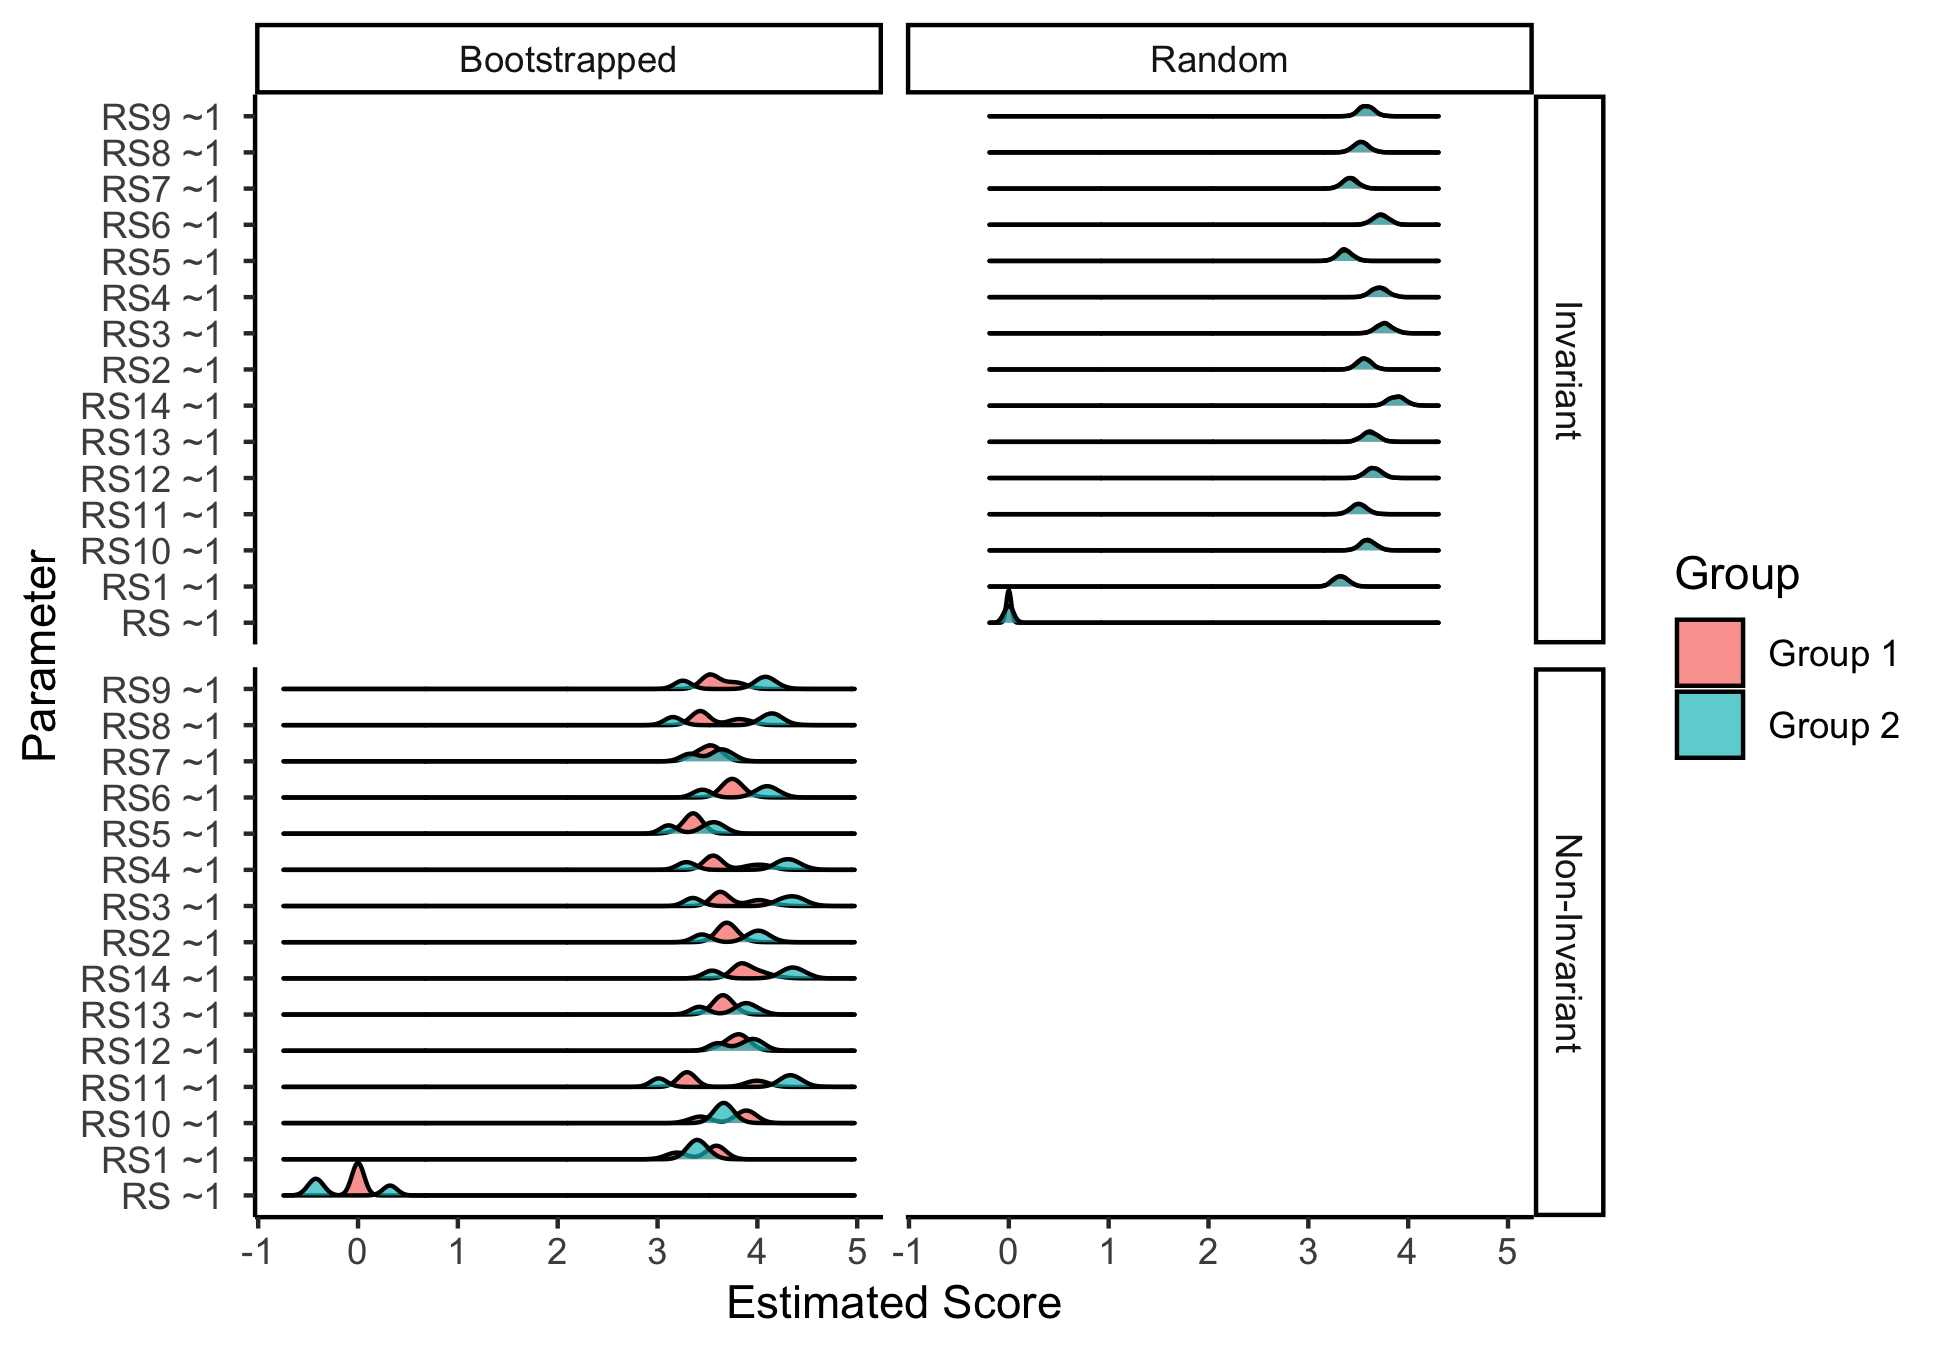 Bootstrapped
Random
RS9 ~1
RS8 ~1
RS7 ~1
RS6 ~1
RS5 ~1
RS4 ~1
RS3 ~1
RS2 ~1
RS14 ~1
RS13 ~1
RS12 ~1
RS11 ~1
RS10 ~1
RS1 ~1
RS ~1
Invariant
RS9 ~1
RS8 ~1
RS7 ~1
RS6 ~1
RS5 ~1
RS4 ~1
RS3 ~1
RS2 ~1
RS14 ~1
RS13 ~1
RS12 ~1
RS11 ~1
RS10 ~1
RS1 ~1
RS ~1
Non-Invariant
Parameter
-1 0 1 2 3 4 5
-1 0 1 2 3 4 5
Estimated Score
Group
Group 1
Group 2